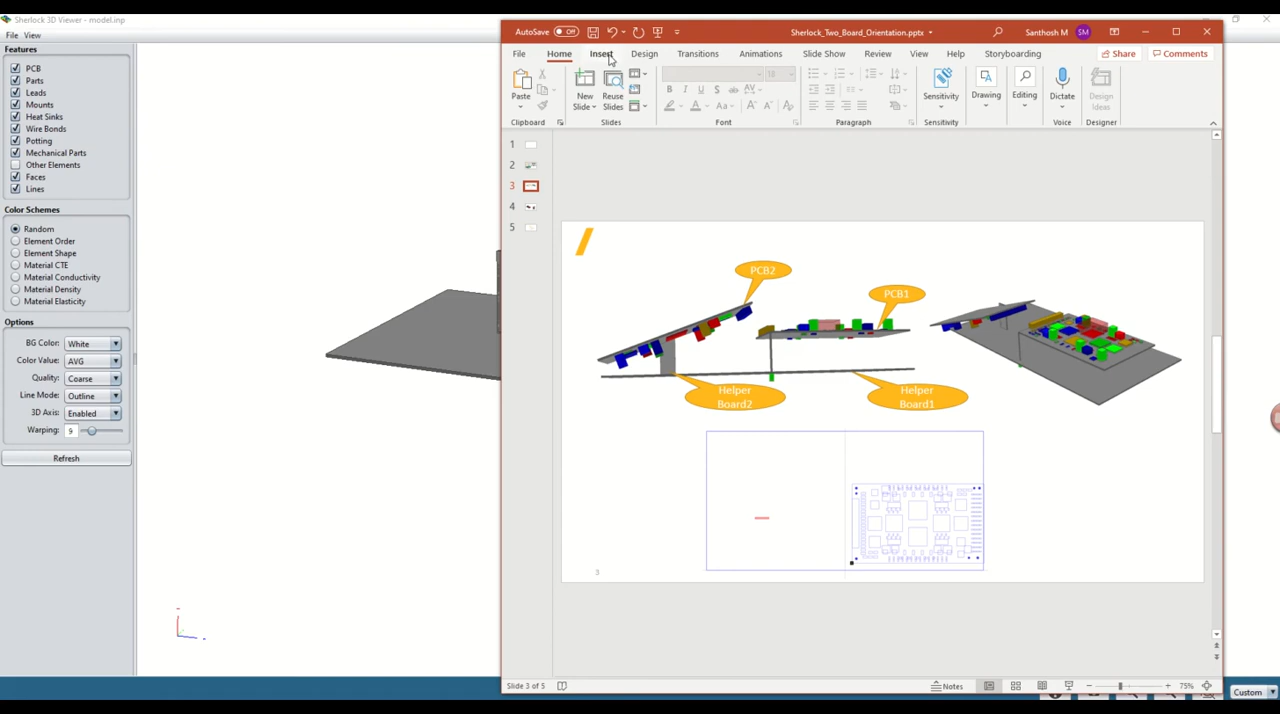 Sherlock 3D Viewer - model.inp
File View
Features
PCB
Parts
Leads
Mounts
Heat Sinks
Wire Bonds
Potting
Mechanical Parts
Other Elements
Faces
Lines
Color Schemes
Random
Element Order
Element Shape
Material CTE
Material Conductivity
Material Density
Material Elasticity
Options
BG Color: White
Color Value: AVG
Quality: Coarse
Line Mode: Outline
3D Axis: Enabled
Warping: 9
Refresh
AutoSave Off Sherlock_Two_Board_Orientation.pptx Santhosh M SM
File Home Insert Design Transitions Animations Slide Show Review View Help Storyboarding Share Comments
Paste New Slides Reuse Slides 18 Sensitivity Drawing Editing Dictate Design Ideas
B I U S ab AV
Aa A A
Clipboard Slides Font Paragraph Sensitivity Voice Designer
1
2
3
4
5
PCB2
PCB1
Helper
Board2
Helper
Board1
3
Slide 3 of 5 Notes 75%
Custom